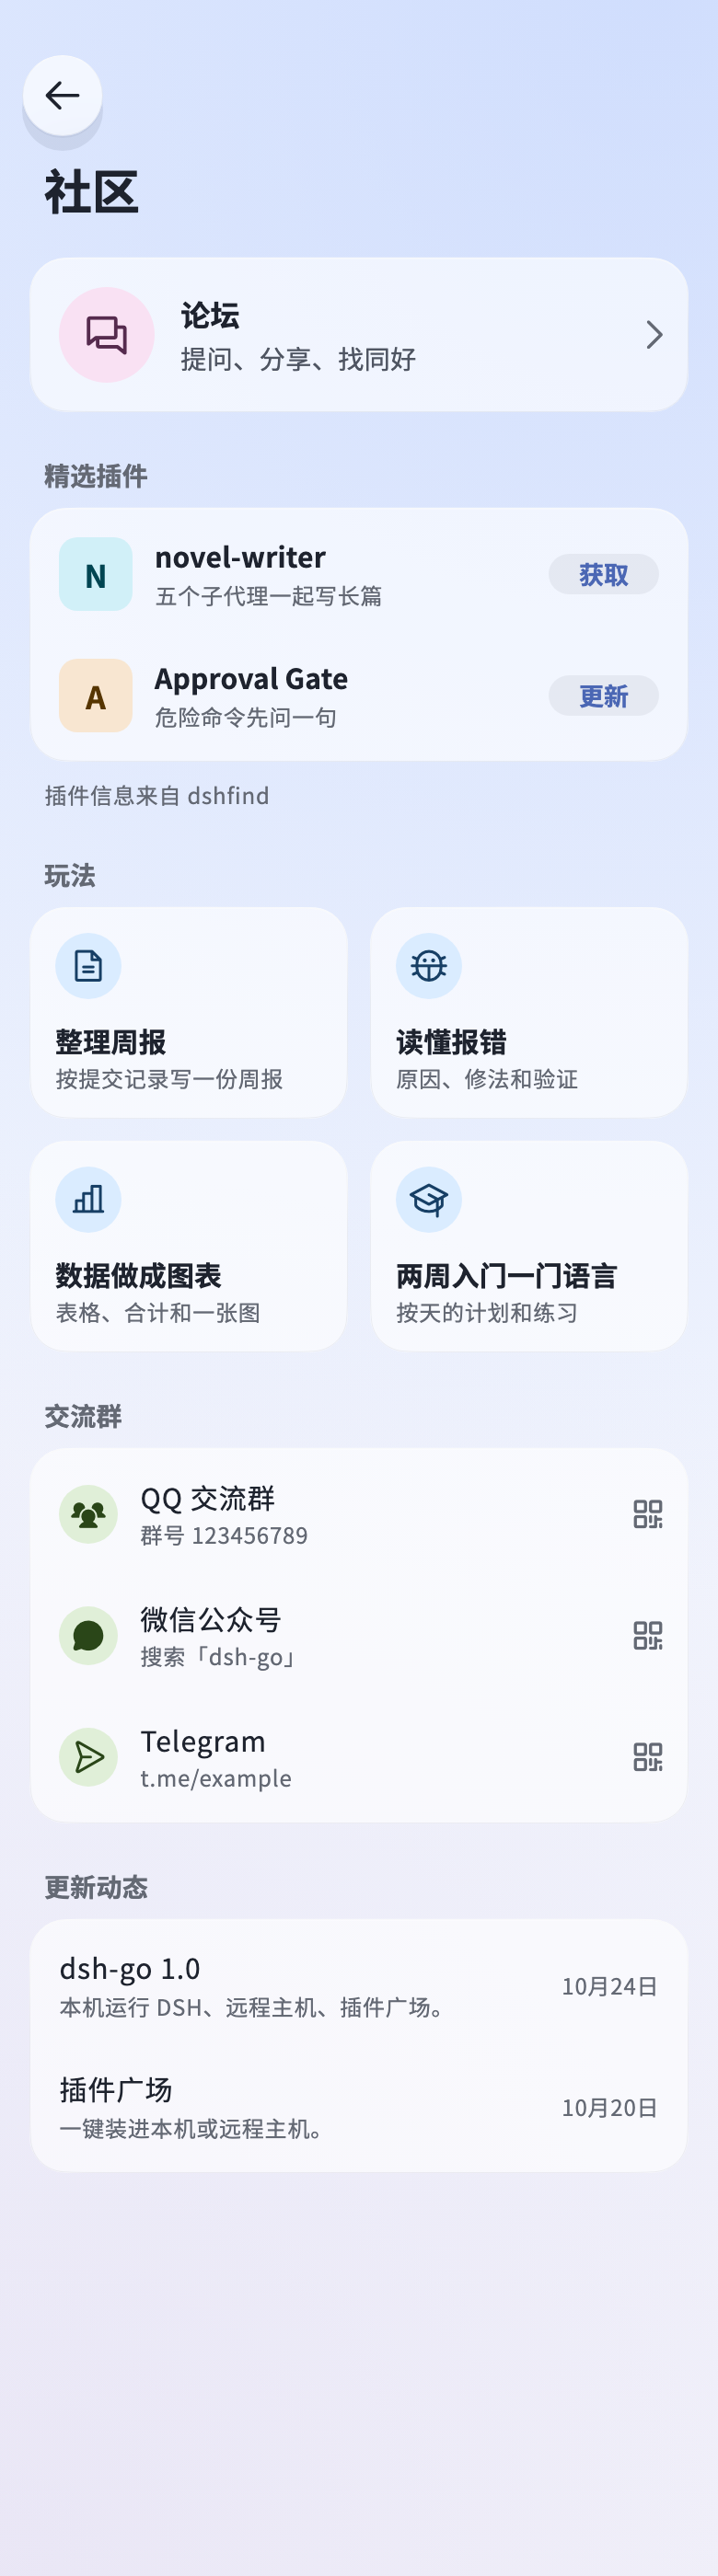 社区
论坛
提问、分享、找同好
精选插件
N
novel-writer
五个子代理一起写长篇
获取
A
Approval Gate
危险命令先问一句
更新
插件信息来自 dshfind
玩法
整理周报
按提交记录写一份周报
读懂报错
原因、修法和验证
数据做成图表
表格、合计和一张图
两周入门一门语言
按天的计划和练习
交流群
QQ 交流群
群号 123456789
微信公众号
搜索「dsh-go」
Telegram
t.me/example
更新动态
dsh-go 1.0
本机运行 DSH、远程主机、插件广场。
10月24日
插件广场
一键装进本机或远程主机。
10月20日